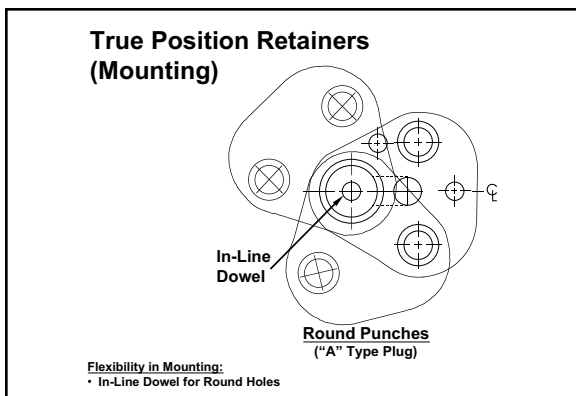 True Position Retainers
(Mounting)
℄
In-Line
Dowel
Round Punches
(“A” Type Plug)
Flexibility in Mounting:
• In-Line Dowel for Round Holes